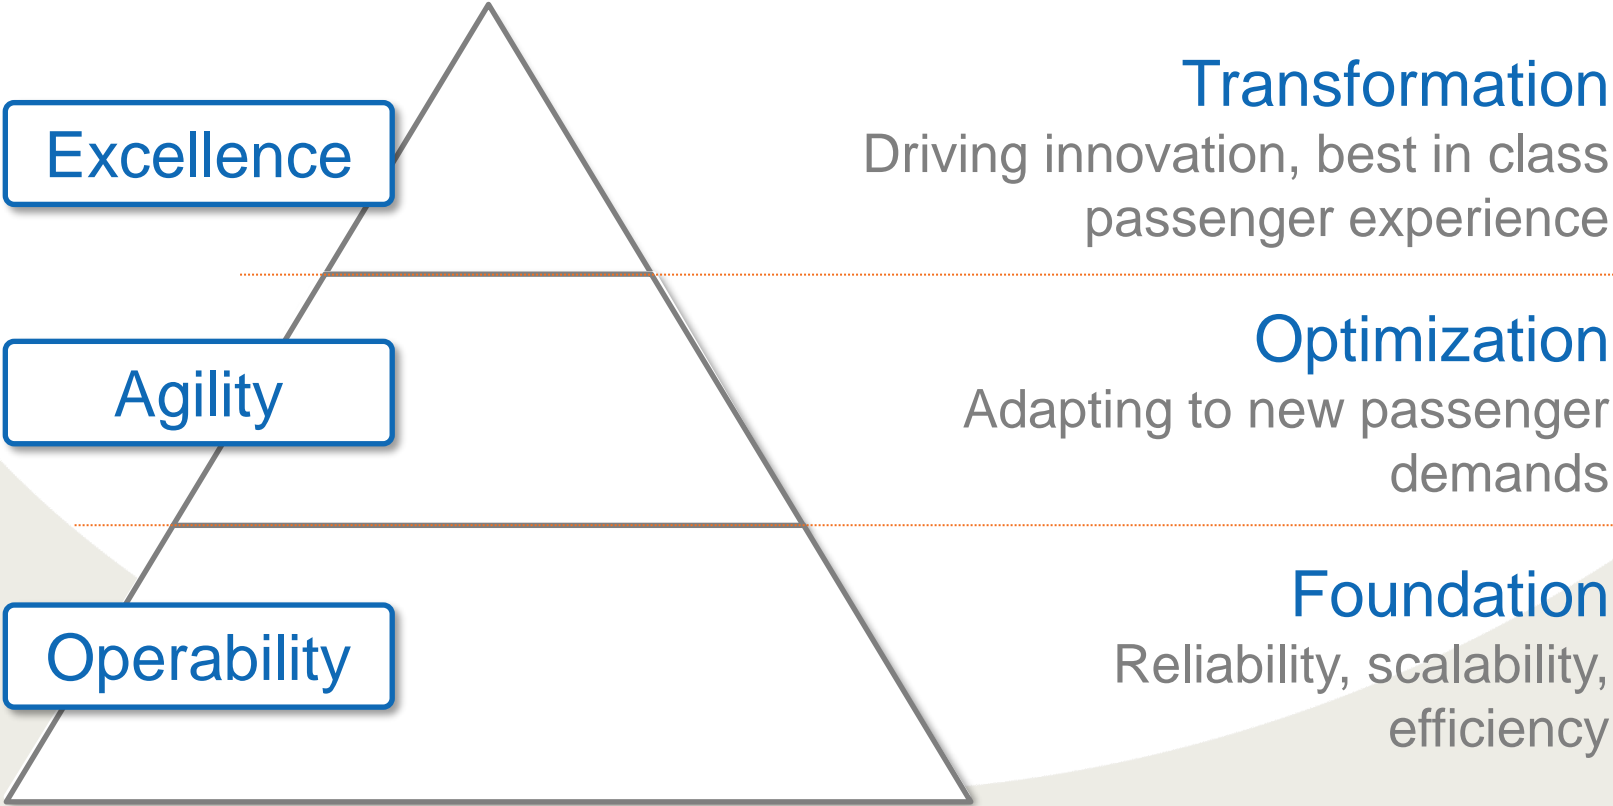 Excellence
Transformation
Driving innovation, best in class
passenger experience
Agility
Optimization
Adapting to new passenger
demands
Operability
Foundation
Reliability, scalability,
efficiency